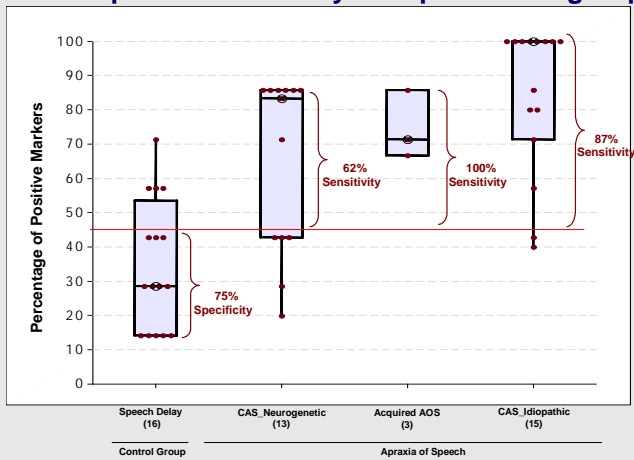 Percentage of Positive Markers
100
90
80
70
60
50
40
30
20
10
0
75%
Specificity
62%
Sensitivity
100%
Sensitivity
87%
Sensitivity
Speech Delay
(16)
CAS_Neurogenetic
(13)
Acquired AOS
(3)
CAS_Idiopathic
(15)
Control Group
Apraxia of Speech